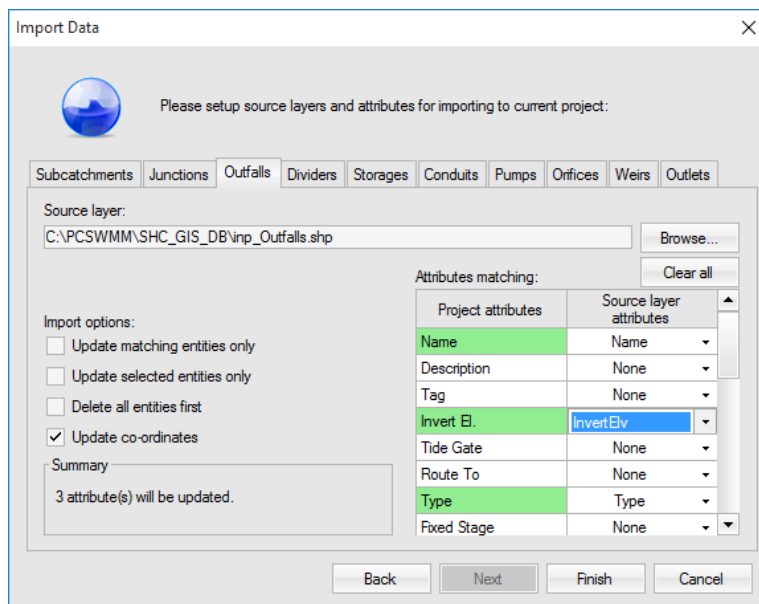 Import Data
Please setup source layers and attributes for importing to current project:
Subcatchments Junctions Outfalls Dividers Storages Conduits Pumps Orifices Weirs Outlets
Source layer:
C:\PCSWMM\SHC_GIS_DB\inp_Outfalls.shp Browse...
Attributes matching: Clear all
Project attributes Source layer
attributes
Import options:
Name Name
Update matching entities only
Description None
Update selected entities only
Tag None
Delete all entities first
Invert El. InvertElv
Update co-ordinates
Tide Gate None
Summary
Route To None
3 attribute(s) will be updated.
Type Type
Fixed Stage None
Back Next Finish Cancel